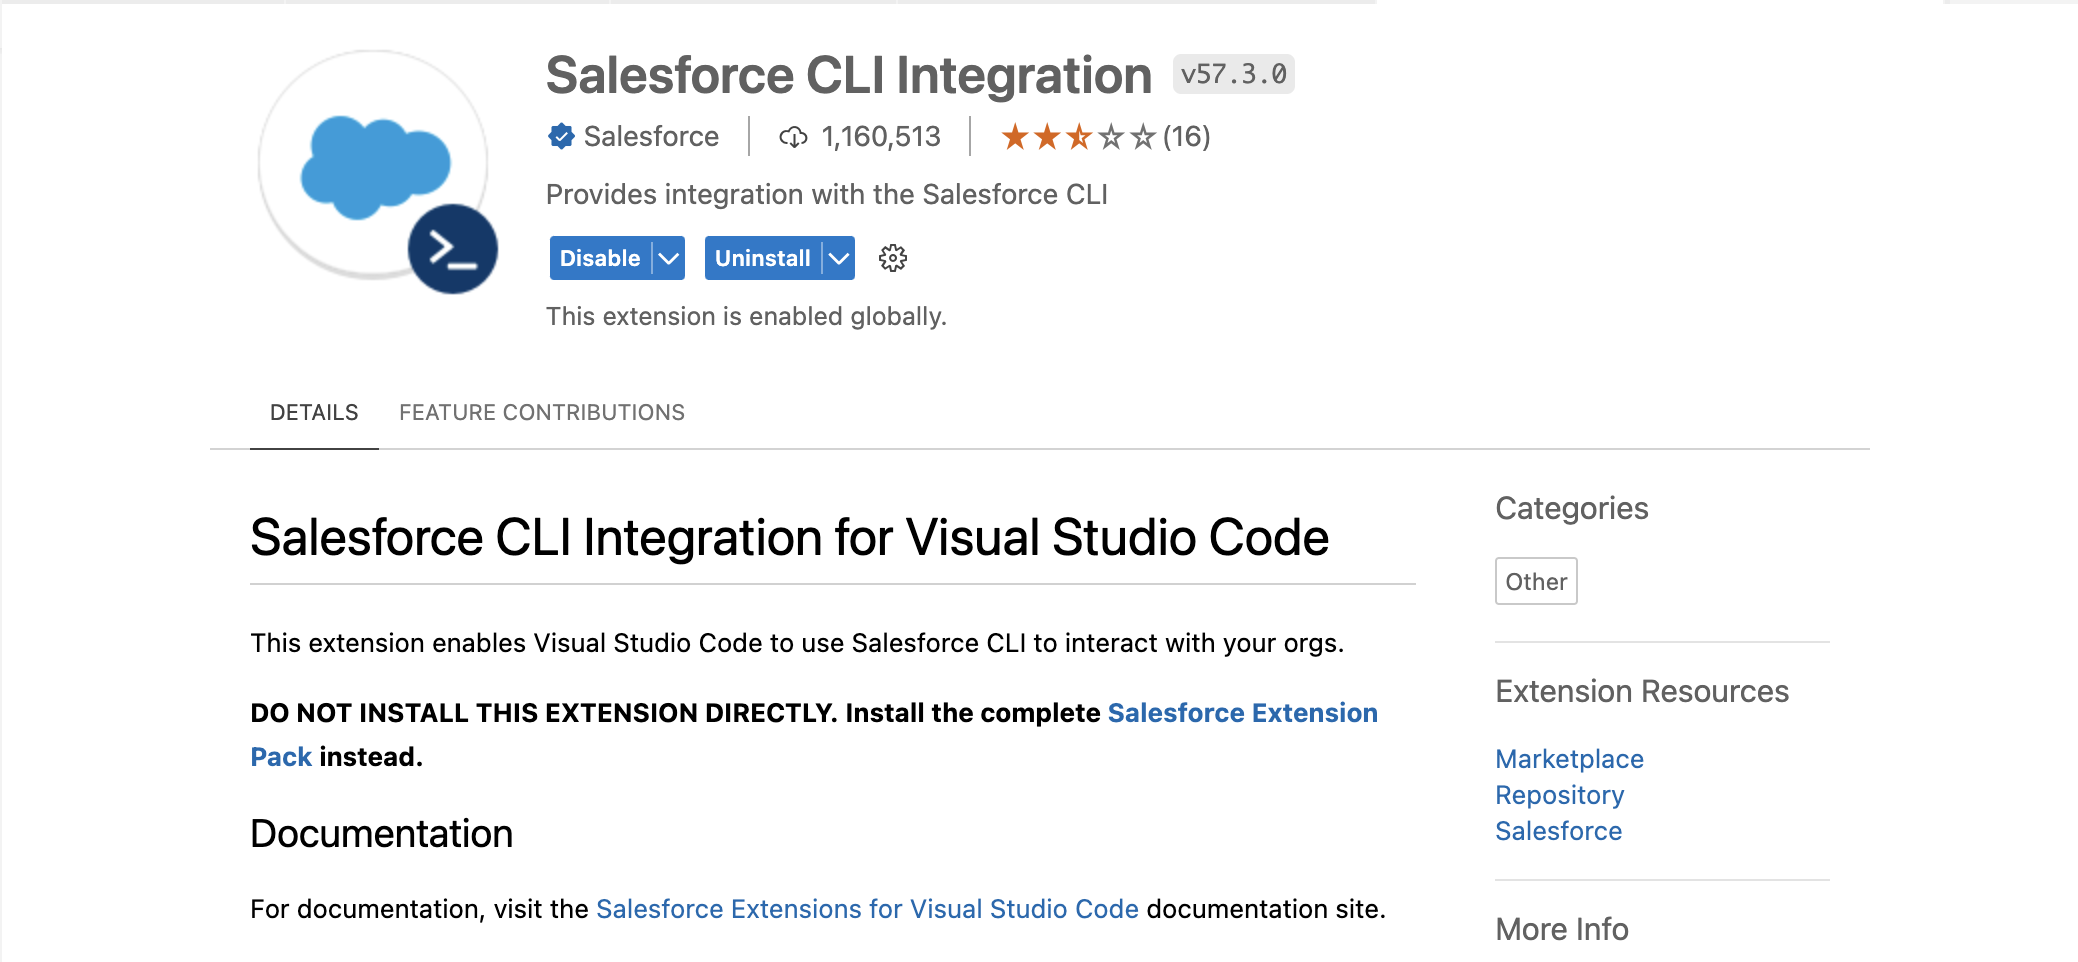 Salesforce CLI Integration v57.3.0
Salesforce 1,160,513 (16)
Provides integration with the Salesforce CLI
Disable Uninstall
This extension is enabled globally.
DETAILS FEATURE CONTRIBUTIONS
Salesforce CLI Integration for Visual Studio Code
This extension enables Visual Studio Code to use Salesforce CLI to interact with your orgs.
DO NOT INSTALL THIS EXTENSION DIRECTLY. Install the complete Salesforce Extension
Pack instead.
Documentation
For documentation, visit the Salesforce Extensions for Visual Studio Code documentation site.
Categories
Other
Extension Resources
Marketplace
Repository
Salesforce
More Info